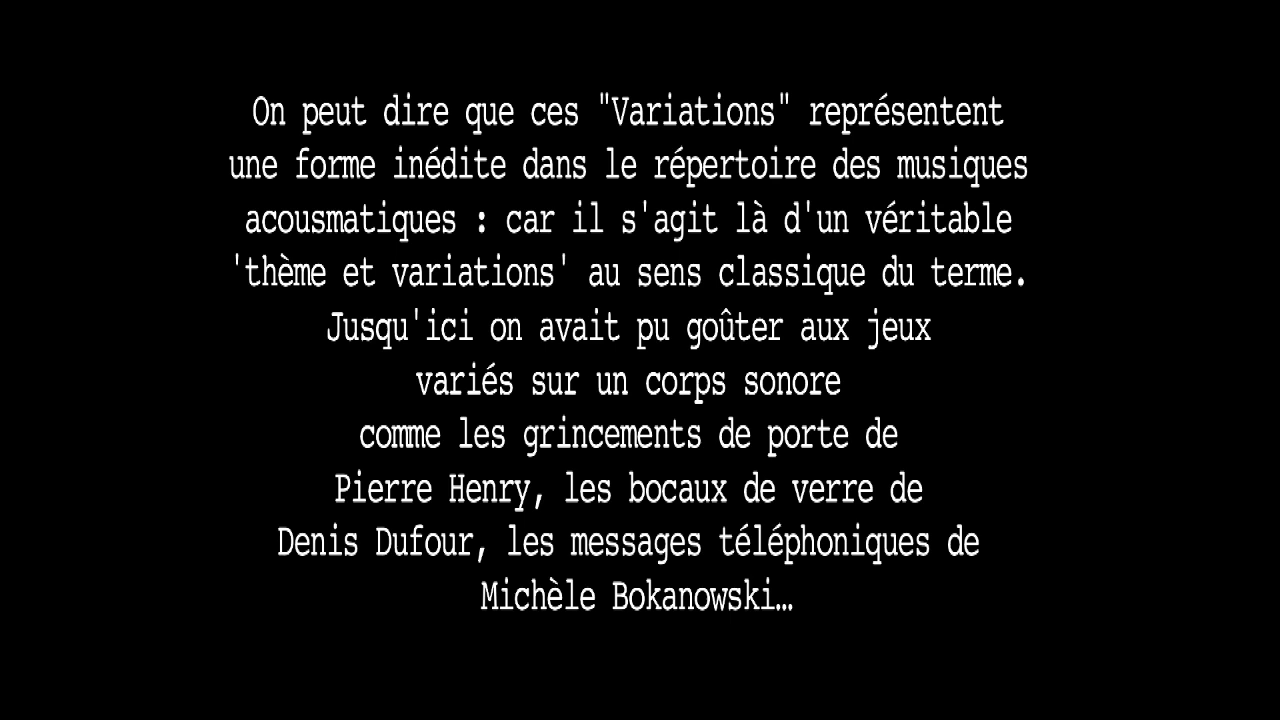 On peut dire que ces "Variations" représentent
une forme inédite dans le répertoire des musiques
acousmatiques : car il s'agit là d'un véritable
'thème et variations' au sens classique du terme.
Jusqu'ici on avait pu goûter aux jeux
variés sur un corps sonore
comme les grincements de porte de
Pierre Henry, les bocaux de verre de
Denis Dufour, les messages téléphoniques de
Michèle Bokanowski…